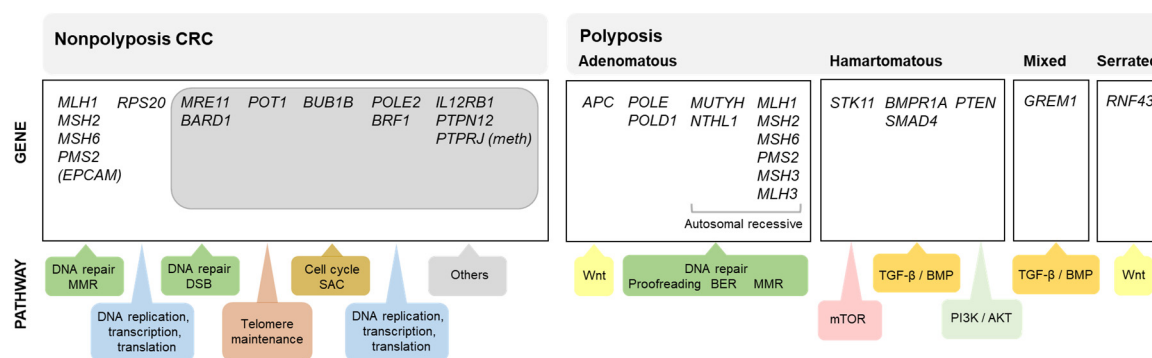 Nonpolyposis CRC
Polyposis
Adenomatous
Hamartomatous
Mixed
Serrated
GENE
MLH1
MSH2
MSH6
PMS2
(EPCAM)
RPS20
MRE11
BARD1
POT1
BUB1B
POLE2
BRF1
IL12RB1
PTPN12
PTPRJ (meth)
APC
POLE
POLD1
MUTYH
NTHL1
MLH1
MSH2
MSH6
PMS2
MSH3
MLH3
Autosomal recessive
STK11
BMPR1A
SMAD4
PTEN
GREM1
RNF43
PATHWAY
DNA repair
MMR
DNA replication,
transcription,
translation
DNA repair
DSB
Telomere
maintenance
Cell cycle
SAC
DNA replication,
transcription,
translation
Others
Wnt
DNA repair
Proofreading BER MMR
mTOR
TGF-β / BMP
PI3K / AKT
TGF-β / BMP
Wnt